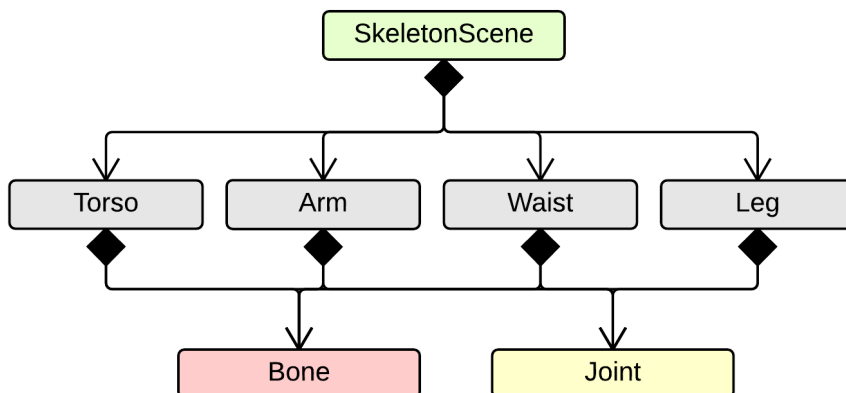 SkeletonScene
Torso
Arm
Waist
Leg
Bone
Joint